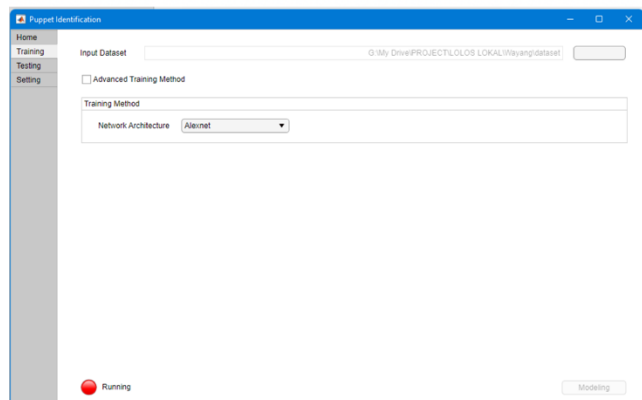 Puppet Identification
Home
Training
Testing
Setting
Input Dataset G:\My Drive\PROJECT\LOLOS LOKAL\Wayang\dataset
Advanced Training Method
Training Method
Network Architecture Alexnet
Running Modeling